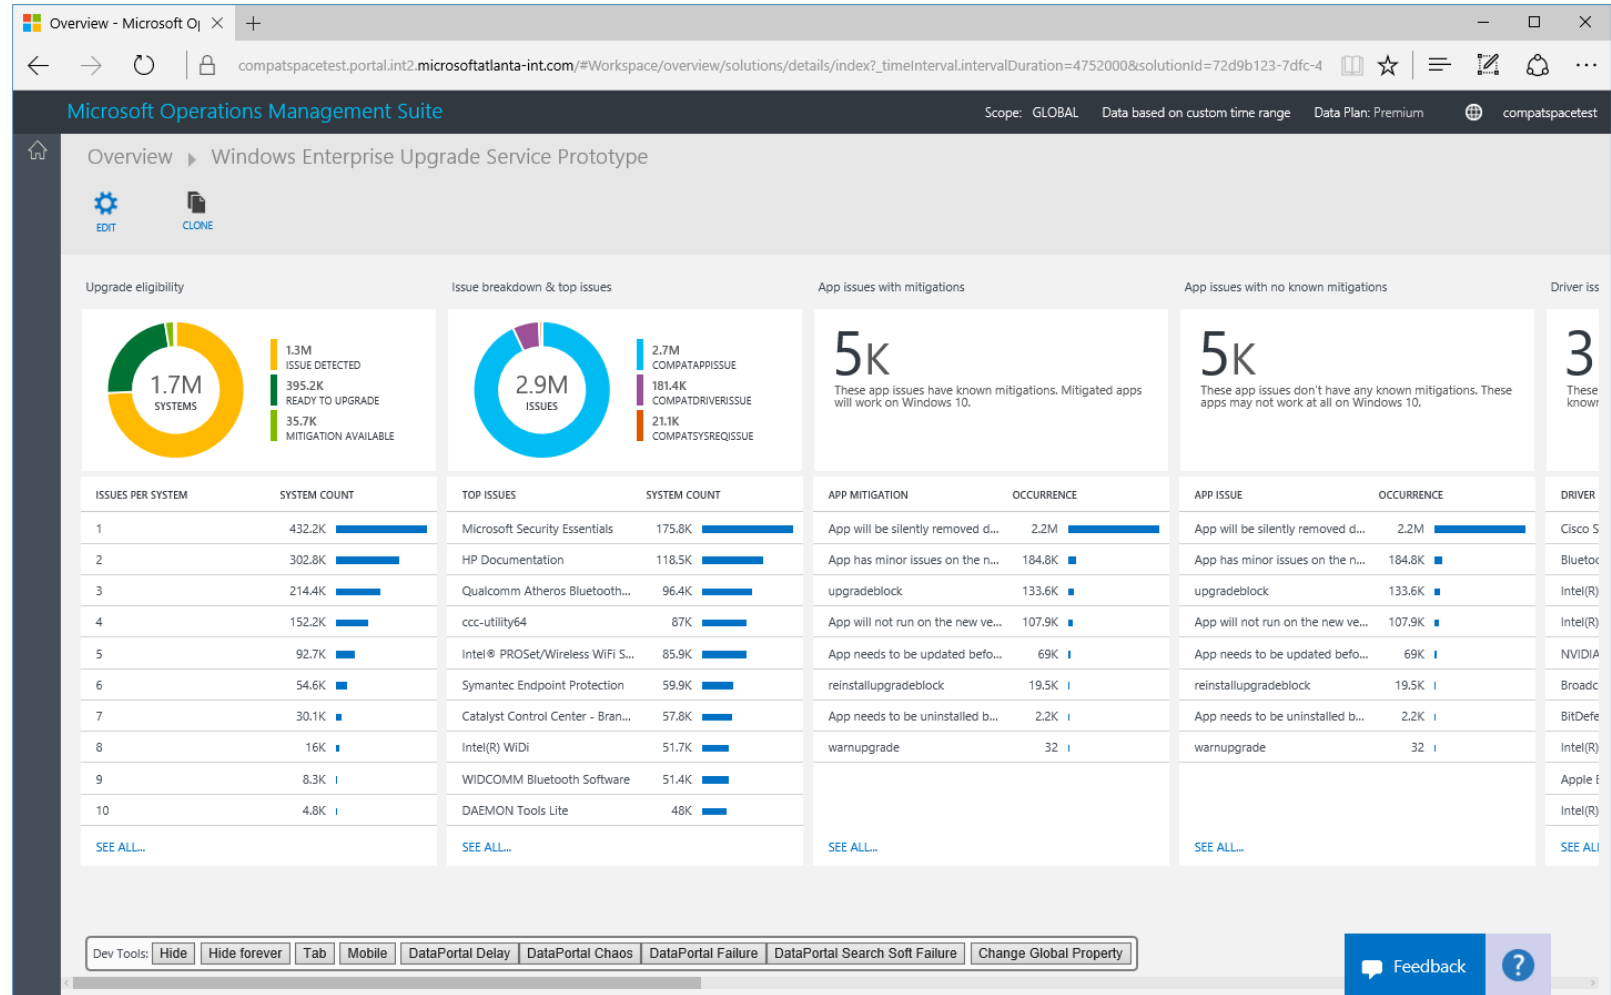 Overview - Microsoft O
compatspacetest.portal.int2.microsoftatlanta-int.com/#Workspace/overview/solutions/details/index?_timeInterval.intervalDuration=4752000&solutionId=72d9b123-7dfc-4
Microsoft Operations Management Suite
Scope: GLOBAL Data based on custom time range Data Plan: Premium compatspacetest
Overview ▸ Windows Enterprise Upgrade Service Prototype
EDIT CLONE
Upgrade eligibility
1.7M
SYSTEMS
1.3M
ISSUE DETECTED
395.2K
READY TO UPGRADE
35.7K
MITIGATION AVAILABLE
ISSUES PER SYSTEM SYSTEM COUNT
1 432.2K
2 302.8K
3 214.4K
4 152.2K
5 92.7K
6 54.6K
7 30.1K
8 16K
9 8.3K
10 4.8K
SEE ALL...
Issue breakdown & top issues
2.9M
ISSUES
2.7M
COMPATAPPISSUE
181.4K
COMPATDRIVERISSUE
21.1K
COMPATSYSREQISSUE
TOP ISSUES SYSTEM COUNT
Microsoft Security Essentials 175.8K
HP Documentation 118.5K
Qualcomm Atheros Bluetooth... 96.4K
ccc-utility64 87K
Intel® PROSet/Wireless WiFi S... 85.9K
Symantec Endpoint Protection 59.9K
Catalyst Control Center - Bran... 57.8K
Intel(R) WiDi 51.7K
WIDCOMM Bluetooth Software 51.4K
DAEMON Tools Lite 48K
SEE ALL...
App issues with mitigations
5K
These app issues have known mitigations. Mitigated apps
will work on Windows 10.
APP MITIGATION OCCURRENCE
App will be silently removed d... 2.2M
App has minor issues on the n... 184.8K
upgradeblock 133.6K
App will not run on the new ve... 107.9K
App needs to be updated befo... 69K
reinstallupgradeblock 19.5K
App needs to be uninstalled b... 2.2K
warnupgrade 32
SEE ALL...
App issues with no known mitigations
5K
These app issues don't have any known mitigations. These
apps may not work at all on Windows 10.
APP ISSUE OCCURRENCE
App will be silently removed d... 2.2M
App has minor issues on the n... 184.8K
upgradeblock 133.6K
App will not run on the new ve... 107.9K
App needs to be updated befo... 69K
reinstallupgradeblock 19.5K
App needs to be uninstalled b... 2.2K
warnupgrade 32
SEE ALL...
Driver iss
3
These
known
DRIVER
Cisco S
Bluetoo
Intel(R)
Intel(R)
NVIDIA
Broadc
BitDefe
Intel(R)
Apple
Intel(R)
SEE ALL
Dev Tools: Hide Hide forever Tab Mobile DataPortal Delay DataPortal Chaos DataPortal Failure DataPortal Search Soft Failure Change Global Property
Feedback ?